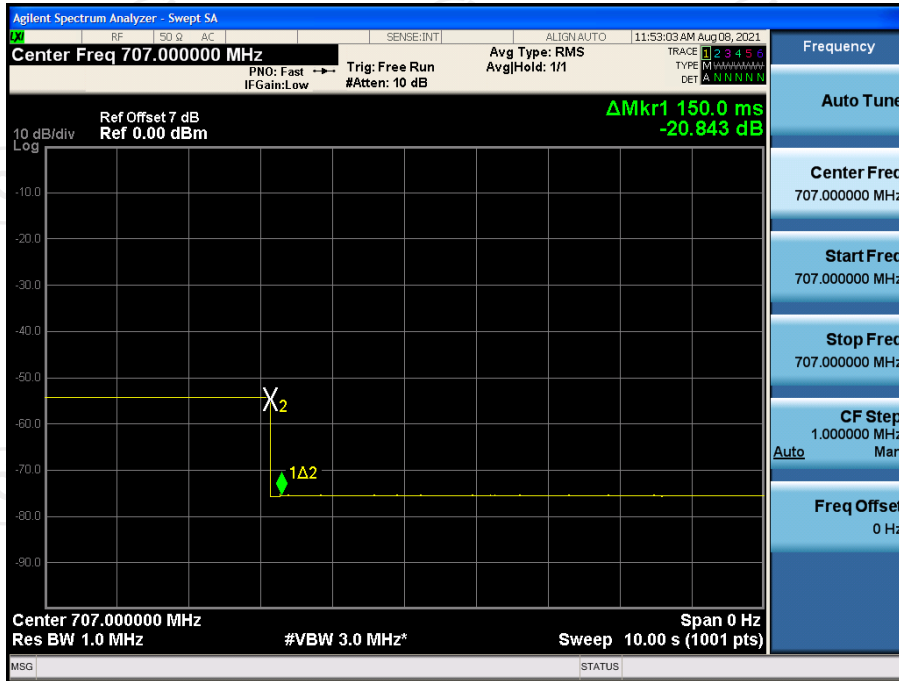 Agilent Spectrum Analyzer - Swept SA
LXI RF 50 Ω AC SENSE:INT ALIGN AUTO 11:53:03 AM Aug 08, 2021
Center Freq 707.000000 MHz
PNO: Fast
IFGain:Low
Trig: Free Run
#Atten: 10 dB
Avg Type: RMS
Avg|Hold: 1/1
TRACE 1 2 3 4 5 6
TYPE M WWWWW
DET A N N N N N
Ref Offset 7 dB
10 dB/div Ref 0.00 dBm
Log
ΔMkr1 150.0 ms
-20.843 dB
-10.0
-20.0
-30.0
-40.0
-50.0
-60.0
-70.0
-80.0
-90.0
X2
1Δ2
Center 707.000000 MHz Span 0 Hz
Res BW 1.0 MHz #VBW 3.0 MHz* Sweep 10.00 s (1001 pts)
MSG STATUS
Frequency
Auto Tune
Center Freq
707.000000 MHz
Start Freq
707.000000 MHz
Stop Freq
707.000000 MHz
CF Step
1.000000 MHz
Auto Man
Freq Offset
0 Hz